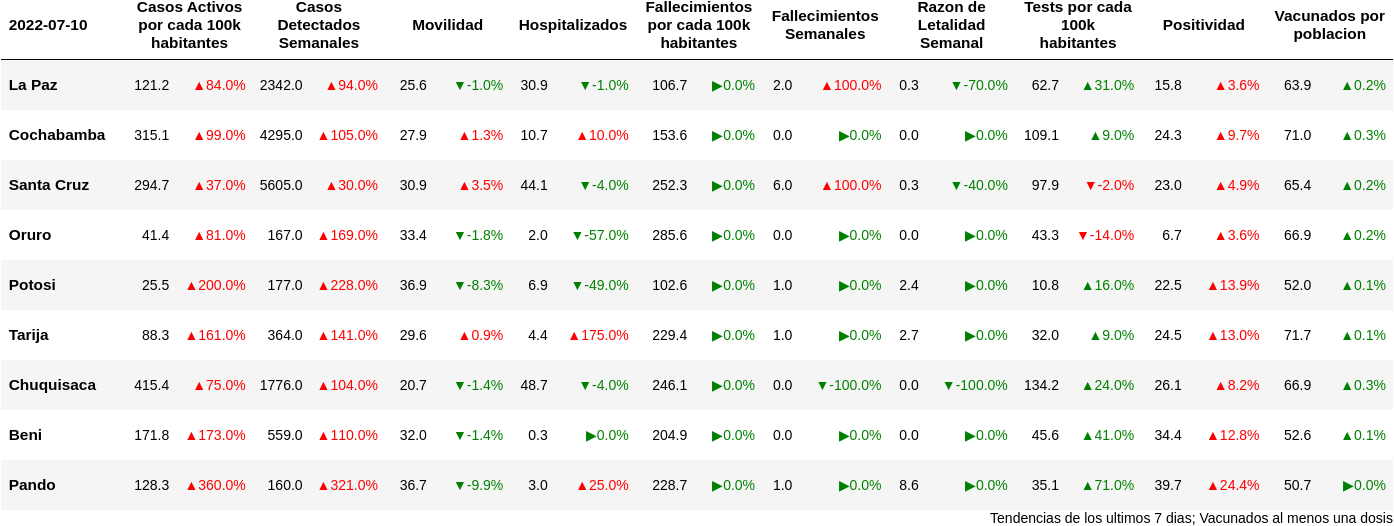 2022-07-10 Casos Activos por cada 100k habitantes Casos Detectados Semanales Movilidad Hospitalizados Fallecimientos por cada 100k habitantes Fallecimientos Semanales Razon de Letalidad Semanal Tests por cada 100k habitantes Positividad Vacunados por poblacion
La Paz 121.2 ▲84.0% 2342.0 ▲94.0% 25.6 ▼-1.0% 30.9 ▼-1.0% 106.7 ▶0.0% 2.0 ▲100.0% 0.3 ▼-70.0% 62.7 ▲31.0% 15.8 ▲3.6% 63.9 ▲0.2%
Cochabamba 315.1 ▲99.0% 4295.0 ▲105.0% 27.9 ▲1.3% 10.7 ▲10.0% 153.6 ▶0.0% 0.0 ▶0.0% 0.0 ▶0.0% 109.1 ▲9.0% 24.3 ▲9.7% 71.0 ▲0.3%
Santa Cruz 294.7 ▲37.0% 5605.0 ▲30.0% 30.9 ▲3.5% 44.1 ▼-4.0% 252.3 ▶0.0% 6.0 ▲100.0% 0.3 ▼-40.0% 97.9 ▼-2.0% 23.0 ▲4.9% 65.4 ▲0.2%
Oruro 41.4 ▲81.0% 167.0 ▲169.0% 33.4 ▼-1.8% 2.0 ▼-57.0% 285.6 ▶0.0% 0.0 ▶0.0% 0.0 ▶0.0% 43.3 ▼-14.0% 6.7 ▲3.6% 66.9 ▲0.2%
Potosi 25.5 ▲200.0% 177.0 ▲228.0% 36.9 ▼-8.3% 6.9 ▼-49.0% 102.6 ▶0.0% 1.0 ▶0.0% 2.4 ▶0.0% 10.8 ▲16.0% 22.5 ▲13.9% 52.0 ▲0.1%
Tarija 88.3 ▲161.0% 364.0 ▲141.0% 29.6 ▲0.9% 4.4 ▲175.0% 229.4 ▶0.0% 1.0 ▶0.0% 2.7 ▶0.0% 32.0 ▲9.0% 24.5 ▲13.0% 71.7 ▲0.1%
Chuquisaca 415.4 ▲75.0% 1776.0 ▲104.0% 20.7 ▼-1.4% 48.7 ▼-4.0% 246.1 ▶0.0% 0.0 ▼-100.0% 0.0 ▼-100.0% 134.2 ▲24.0% 26.1 ▲8.2% 66.9 ▲0.3%
Beni 171.8 ▲173.0% 559.0 ▲110.0% 32.0 ▼-1.4% 0.3 ▶0.0% 204.9 ▶0.0% 0.0 ▶0.0% 0.0 ▶0.0% 45.6 ▲41.0% 34.4 ▲12.8% 52.6 ▲0.1%
Pando 128.3 ▲360.0% 160.0 ▲321.0% 36.7 ▼-9.9% 3.0 ▲25.0% 228.7 ▶0.0% 1.0 ▶0.0% 8.6 ▶0.0% 35.1 ▲71.0% 39.7 ▲24.4% 50.7 ▶0.0%
Tendencias de los ultimos 7 dias; Vacunados al menos una dosis